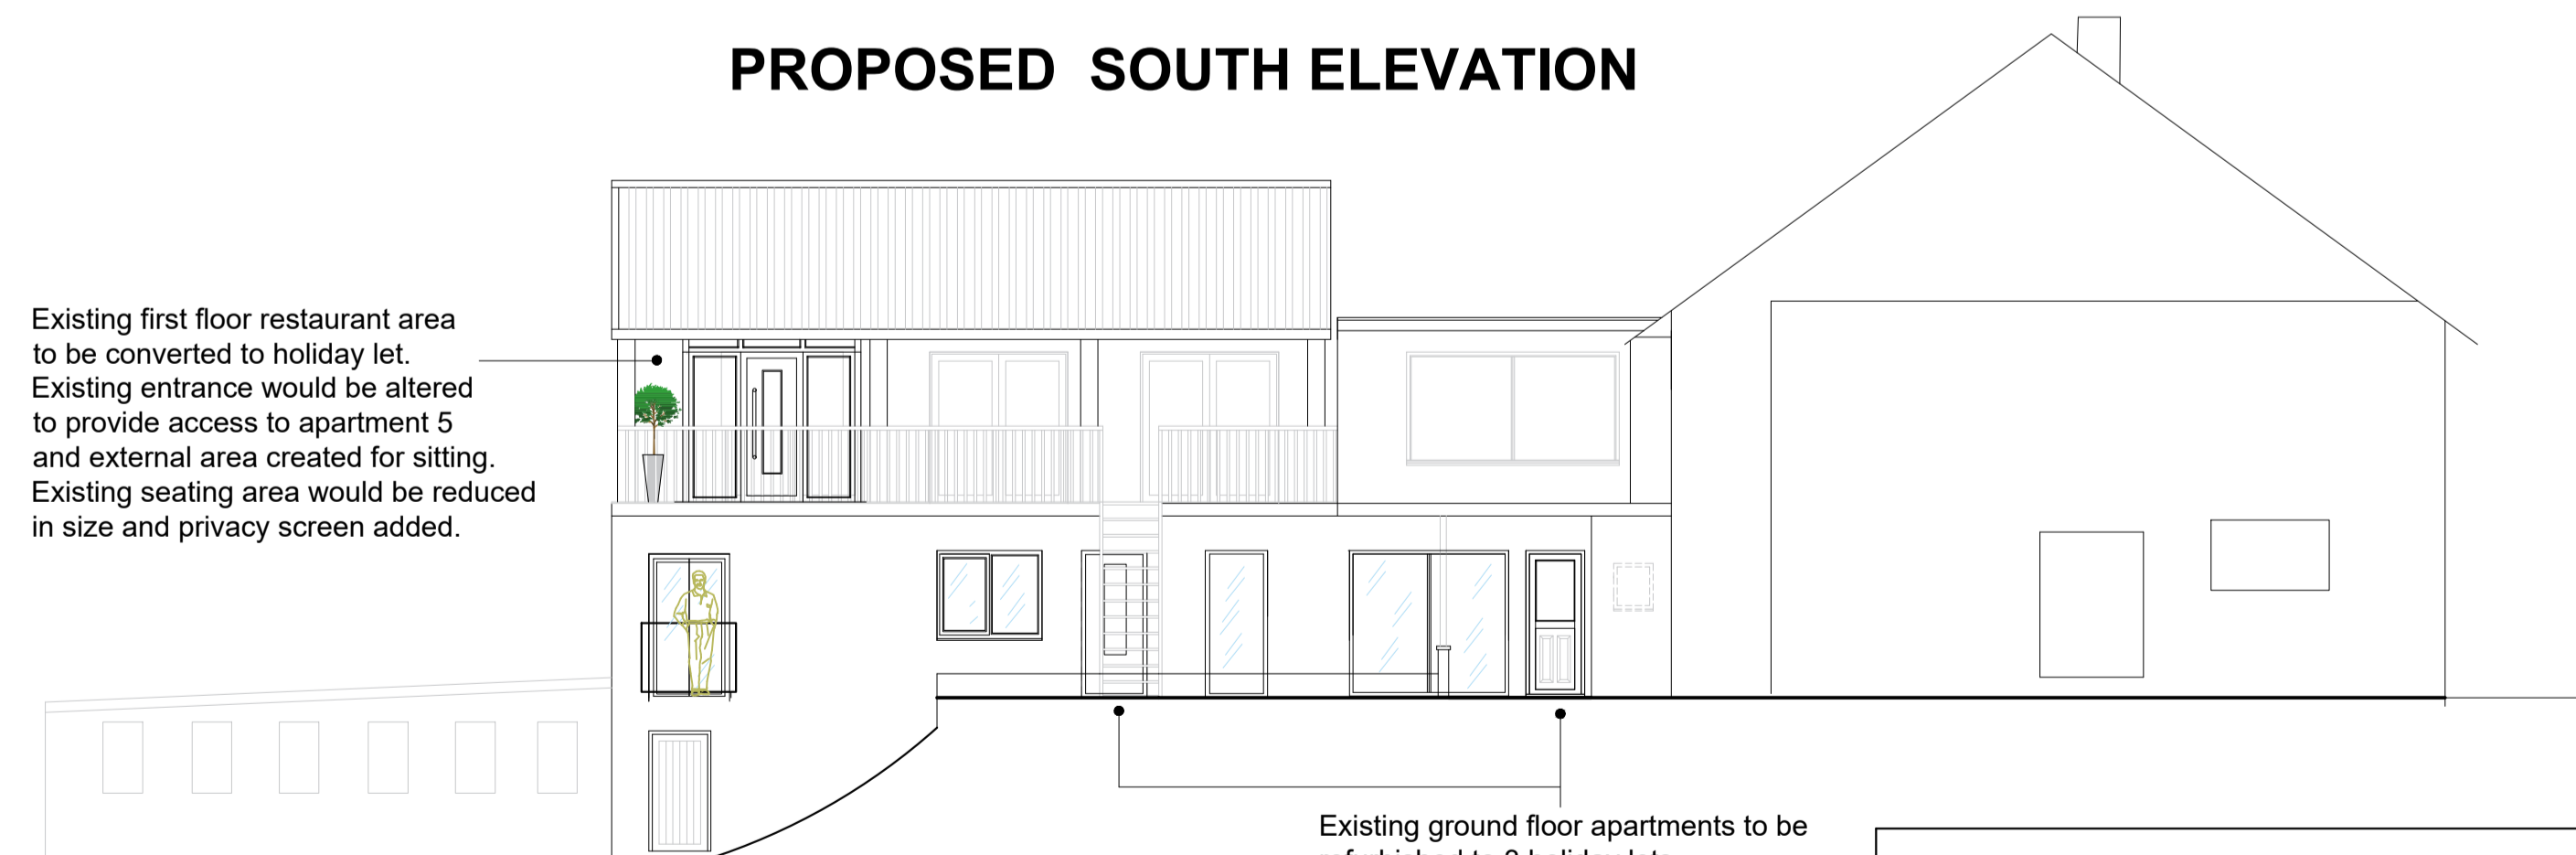 PROPOSED SOUTH ELEVATION
Existing first floor restaurant area
to be converted to holiday let.
Existing entrance would be altered
to provide access to apartment 5
and external area created for sitting.
Existing seating area would be reduced
in size and privacy screen added.
Existing ground floor apartments to be